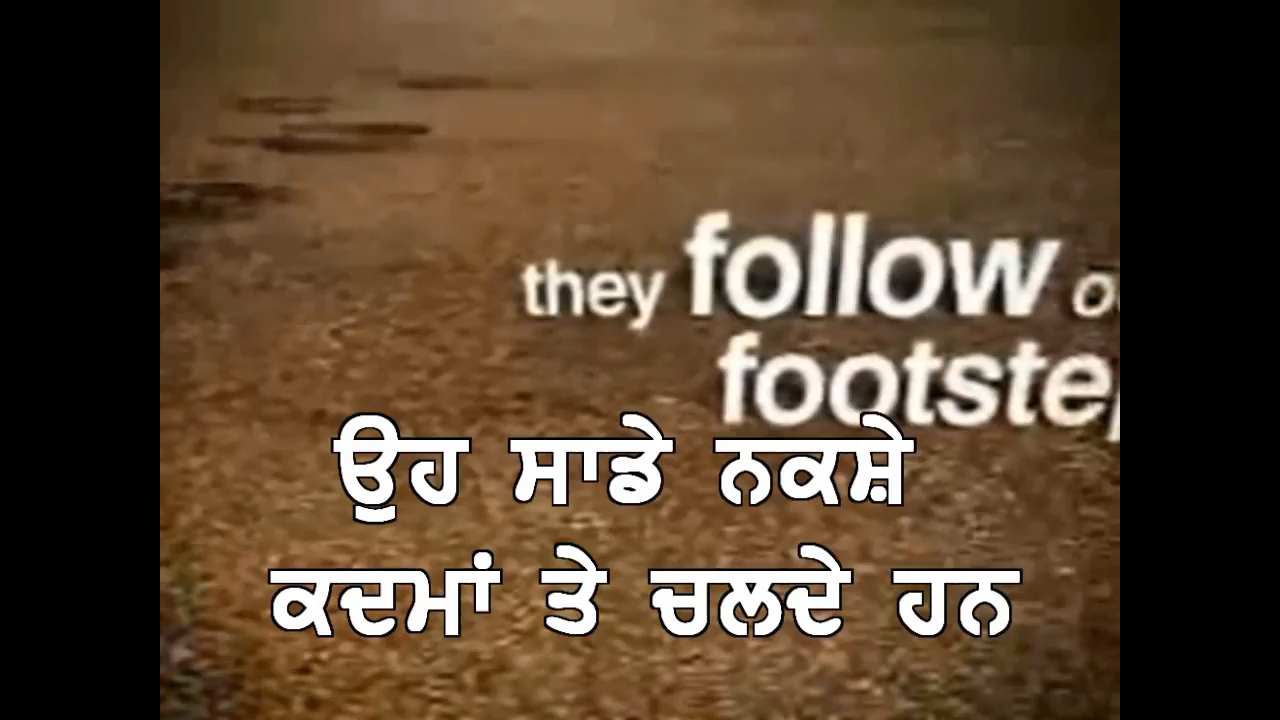 they follow
footste
ਉਹ ਸਾਡੇ ਨਕਸ਼ੇ
ਕਦਮਾਂ ਤੇ ਚਲਦੇ ਹਨ